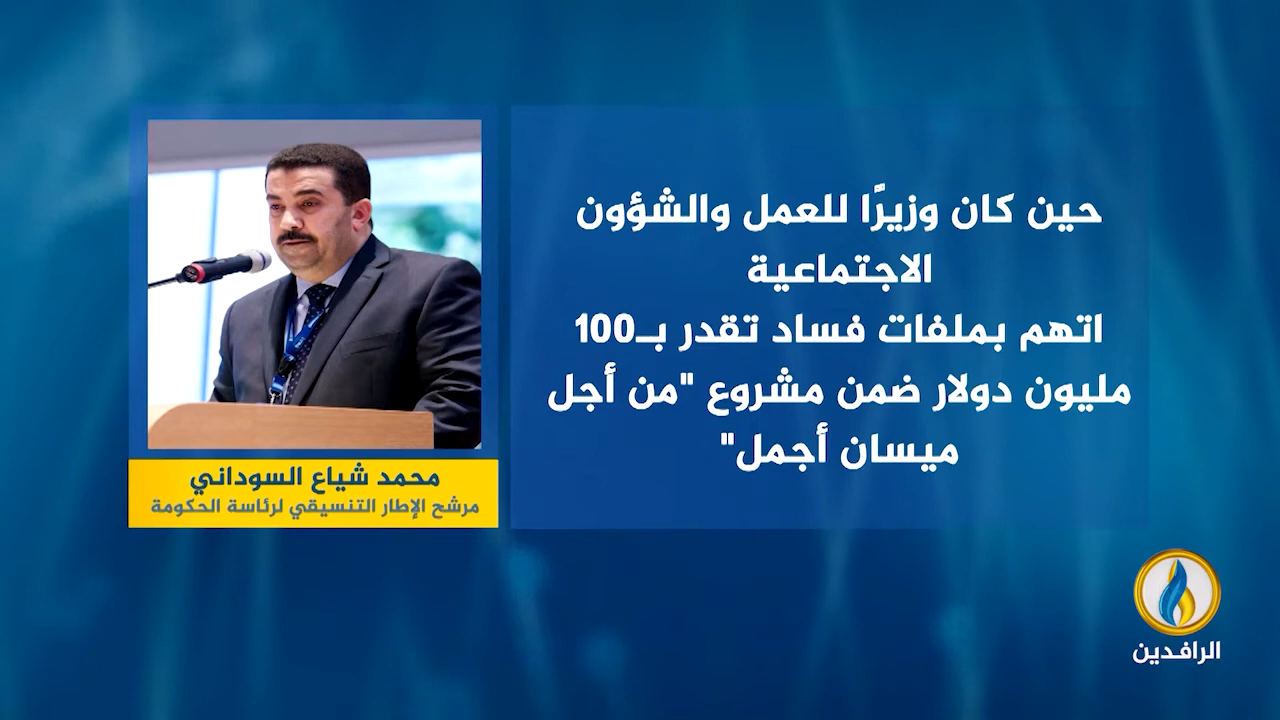 حين كان وزيرًا للعمل والشؤون
الاجتماعية
اتهم بملفات فساد تقدر بـ100
مليون دولار ضمن مشروع "من أجل
ميسان أجمل"
محمد شياع السوداني
مرشح الإطار التنسيقي لرئاسة الحكومة
الرافدين